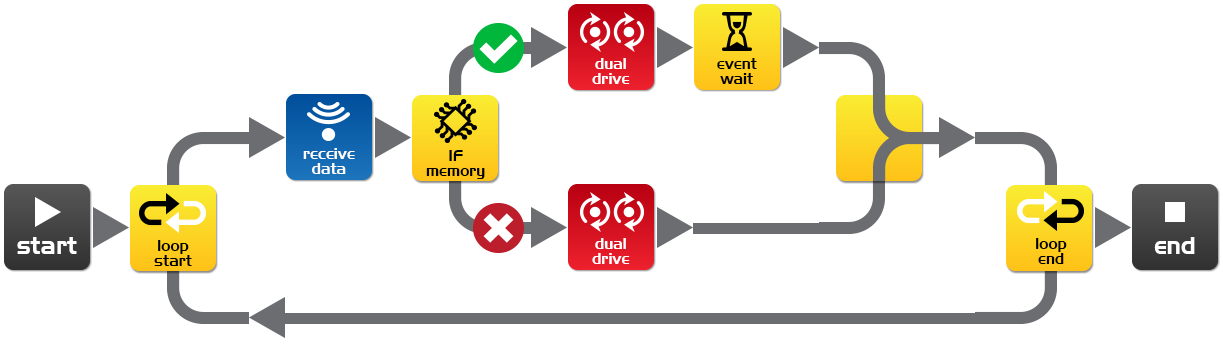 start
loop
start
receive
data
IF
memory
dual
drive
event
wait
dual
drive
loop
end
end